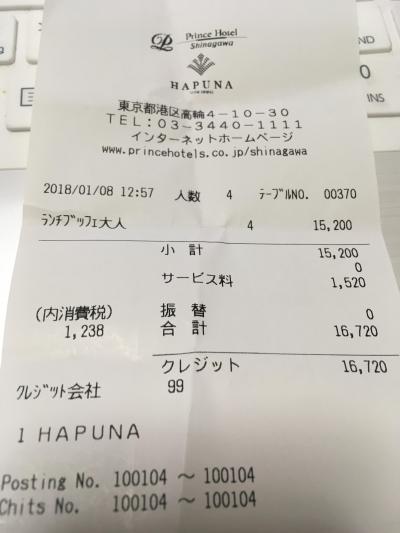 Prince Hotel
Shinagawa
HAPUNA
東京都港区高輪4-10-30
TEL:03-3440-1111
インターネットホームページ
www.princehotels.co.jp/shinagawa
2018/01/08 12:57 人数 4 テーブルNO. 00370
ランチブッフェ大人 4 15,200
小 計 15,200
0
サービス料 1,520
(内消費税) 振 替 0
1,238 合 計 16,720
クレジット 16,720
クレジット会社 99
1 HAPUNA
Posting No. 100104 ～ 100104
Chits No. 100104 ～ 100104
ND
0
INS